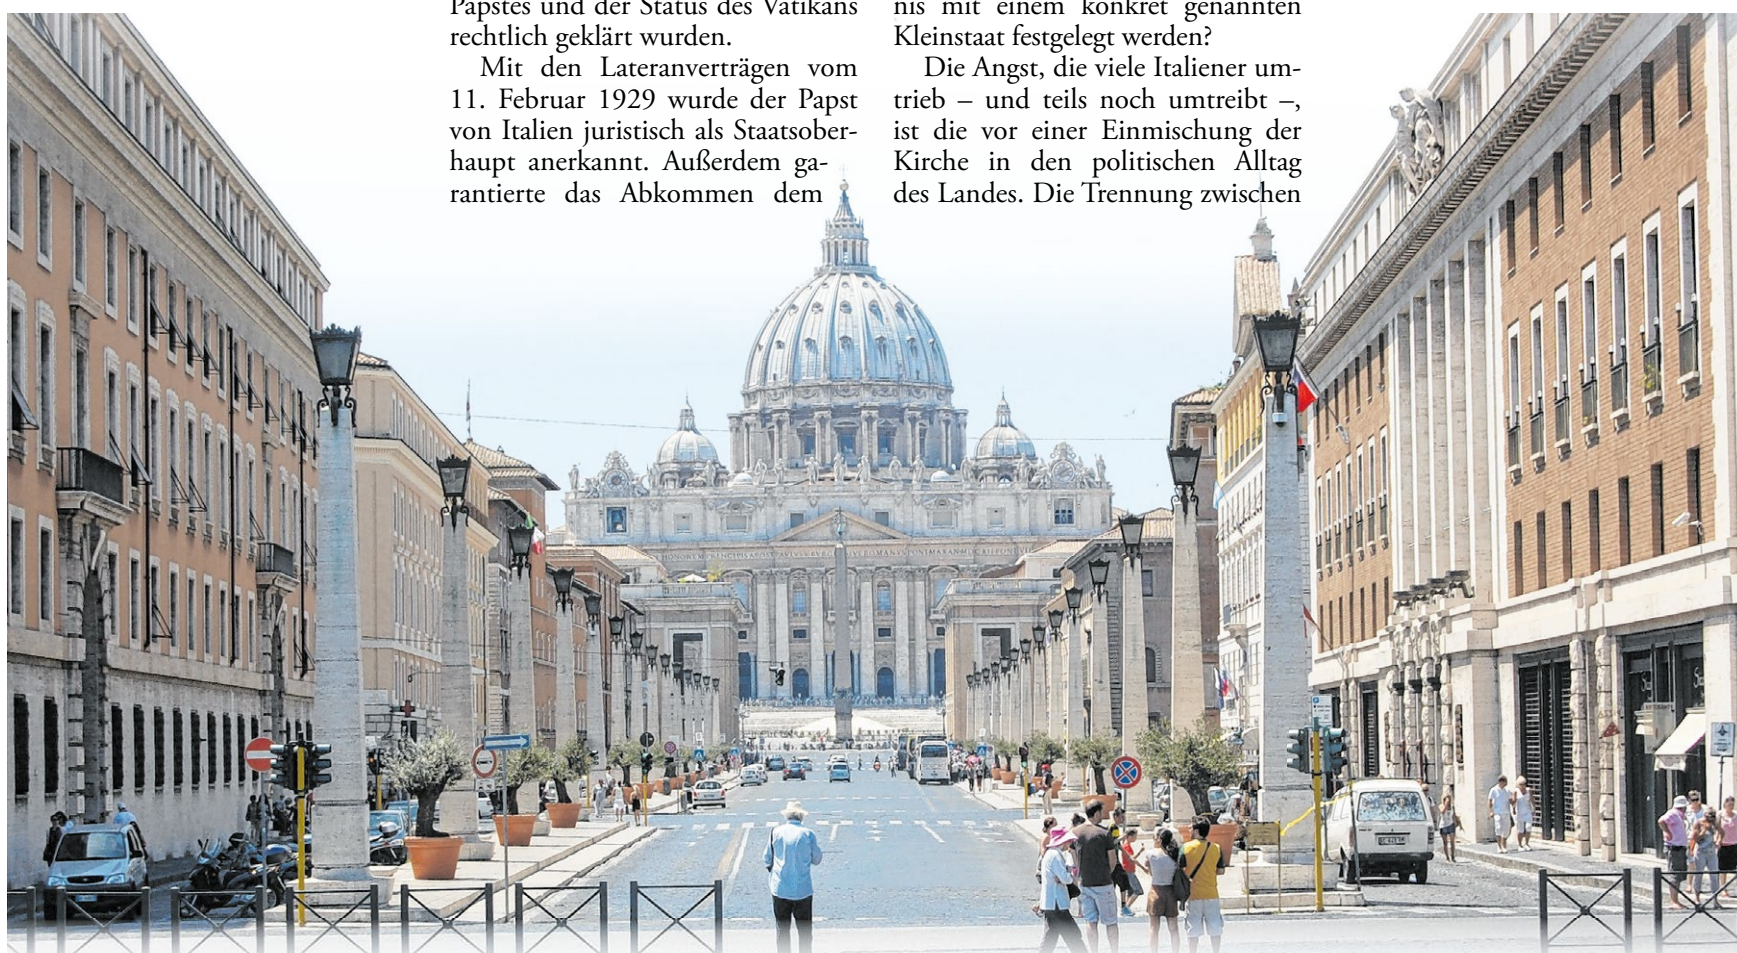 Papstes und der Status des Vatikans
rechtlich geklärt wurden.
Mit den Lateranverträgen vom
11. Februar 1929 wurde der Papst
von Italien juristisch als Staatsober-
haupt anerkannt. Außerdem ga-
rantierte das Abkommen dem
nis mit einem konkret genannten
Kleinstaat festgelegt werden?
Die Angst, die viele Italiener um-
trieb – und teils noch umtreibt –,
ist die vor einer Einmischung der
Kirche in den politischen Alltag
des Landes. Die Trennung zwischen